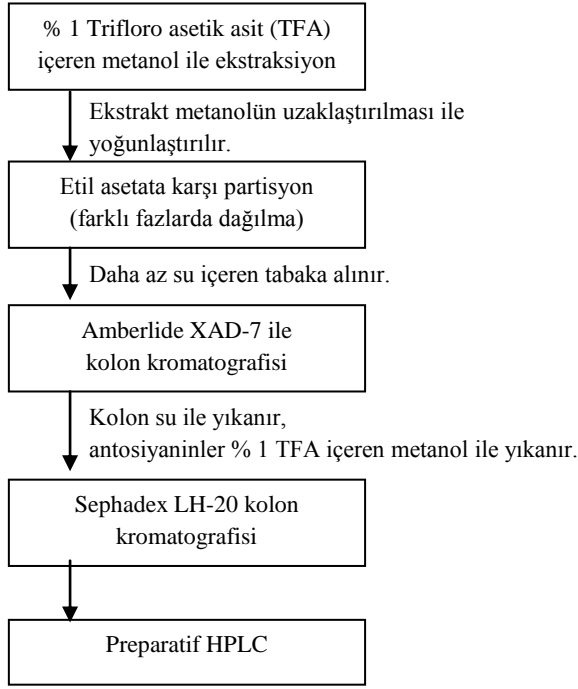 % 1 Trifloro asetik asit (TFA)
içeren metanol ile ekstraksiyon
Ekstrakt metanolün uzaklaştırılması ile
yoğunlaştırılır.
Etil asetata karşı partisyon
(farklı fazlarda dağılma)
Daha az su içeren tabaka alınır.
Amberlide XAD-7 ile
kolon kromatografisi
Kolon su ile yıkanır,
antosiyaninler % 1 TFA içeren metanol ile yıkanır.
Sephadex LH-20 kolon
kromatografisi
Preparatif HPLC